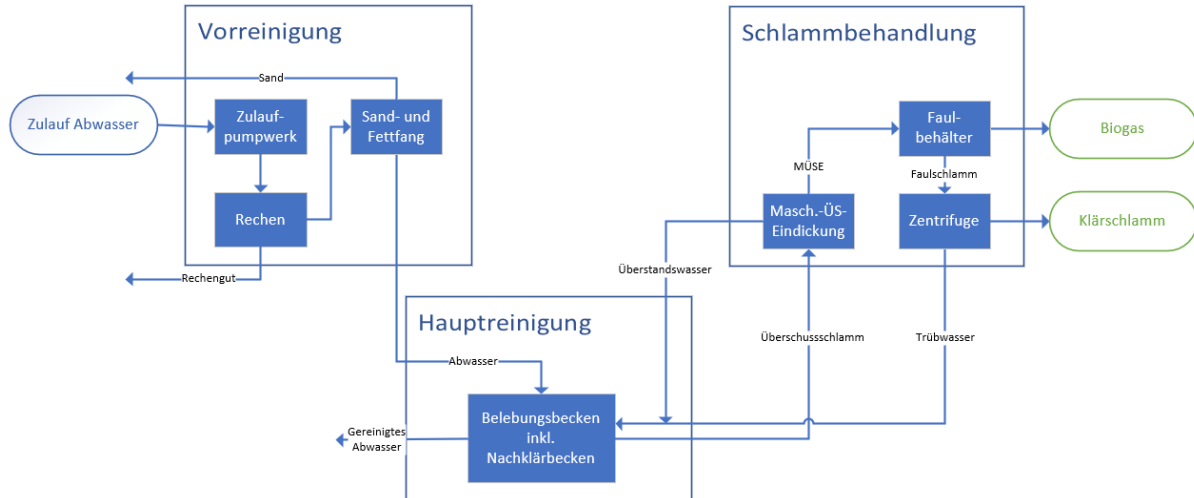 Vorreinigung
Sand
Zulauf Abwasser
Zulauf-
pumpwerk
Sand- und
Fettfang
Rechen
Rechengut
Schlammbehandlung
Faul-
behälter
Biogas
MÜSE
Faulschlamm
Masch.-ÜS-
Eindickung
Zentrifuge
Klärschlamm
Überstandswasser
Überschussschlamm
Trübwasser
Hauptreinigung
Abwasser
Belebungsbecken
inkl.
Nachklärbecken
Gereinigtes
Abwasser